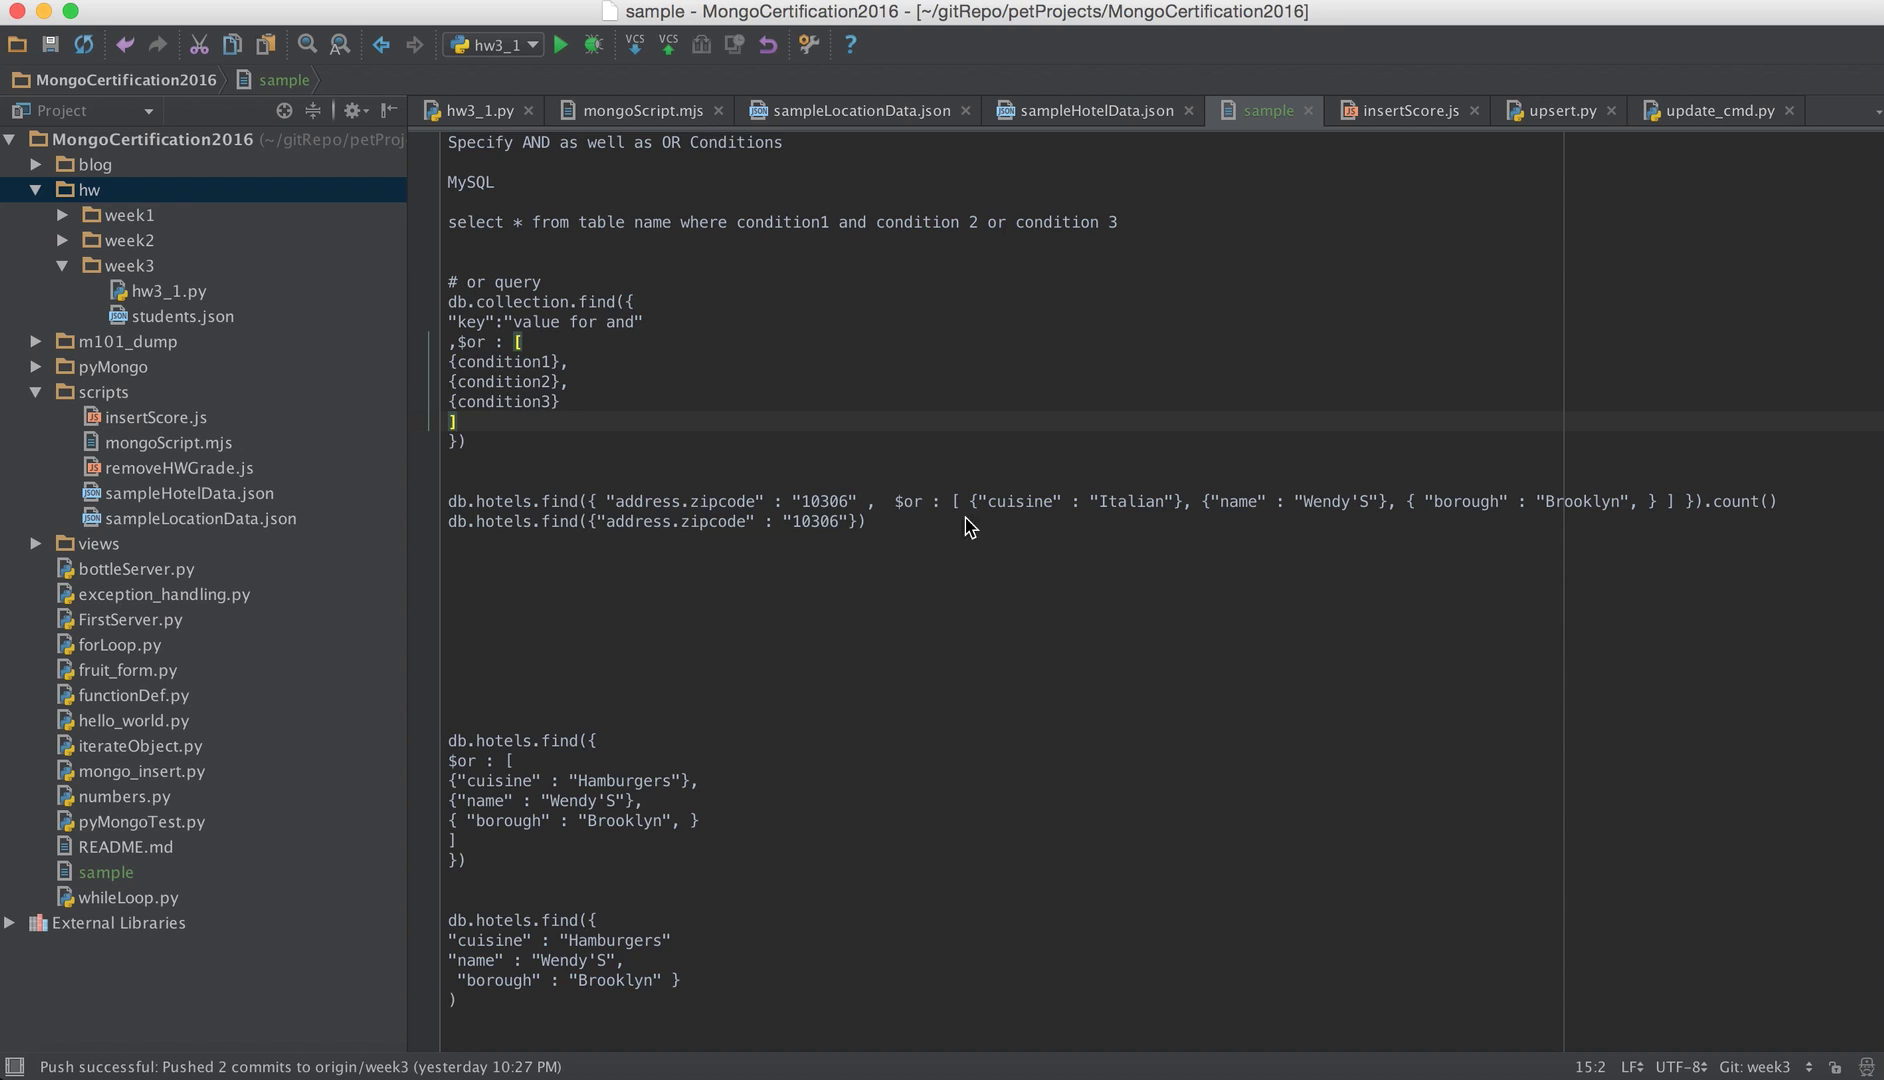 sample - MongoCertification2016 - [~/gitRepo/petProjects/MongoCertification2016]
hw3_1
VCS
VCS
?
MongoCertification2016
sample
Project
hw3_1.py
mongoScript.mjs
sampleLocationData.json
sampleHotelData.json
sample
insertScore.js
upsert.py
update_cmd.py
MongoCertification2016 (~/gitRepo/petProj
blog
hw
week1
week2
week3
hw3_1.py
students.json
m101_dump
pyMongo
scripts
insertScore.js
mongoScript.mjs
removeHWGrade.js
sampleHotelData.json
sampleLocationData.json
views
bottleServer.py
exception_handling.py
FirstServer.py
forLoop.py
fruit_form.py
functionDef.py
hello_world.py
iterateObject.py
mongo_insert.py
numbers.py
pyMongoTest.py
README.md
sample
whileLoop.py
External Libraries
Specify AND as well as OR Conditions
MySQL
select * from table name where condition1 and condition 2 or condition 3
# or query
db.collection.find({
"key":"value for and"
,$or : [
{condition1},
{condition2},
{condition3}
]
})
db.hotels.find({ "address.zipcode" : "10306" ,  $or : [ {"cuisine" : "Italian"}, {"name" : "Wendy'S"}, { "borough" : "Brooklyn", } ] }).count()
db.hotels.find({"address.zipcode" : "10306"})
db.hotels.find({
$or : [
{"cuisine" : "Hamburgers"},
{"name" : "Wendy'S"},
{ "borough" : "Brooklyn", }
]
})
db.hotels.find({
"cuisine" : "Hamburgers"
"name" : "Wendy'S",
"borough" : "Brooklyn" }
)
Push successful: Pushed 2 commits to origin/week3 (yesterday 10:27 PM)
15:2 LF UTF-8 Git: week3